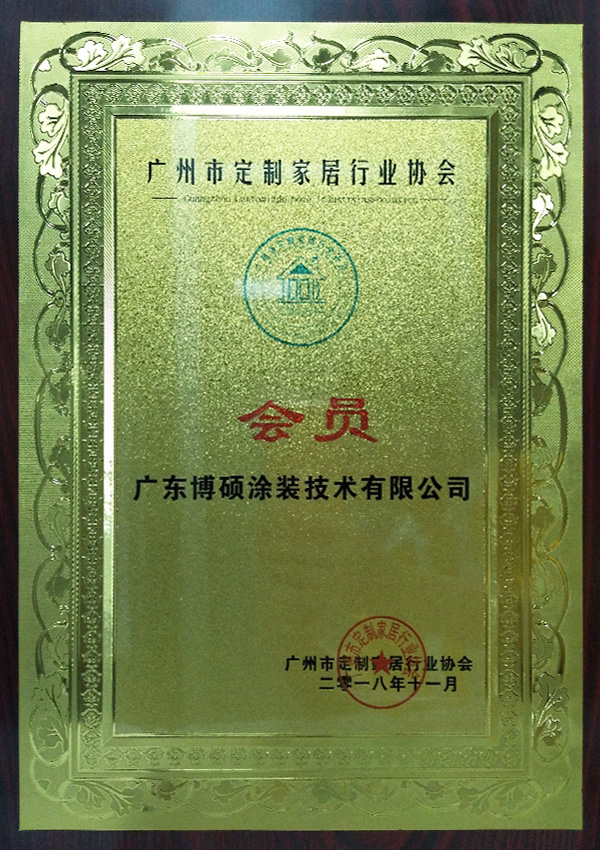 广州市定制家居行业协会
会员
广东博硕涂装技术有限公司
广州市定制家居行业协会
二零一八年十一月